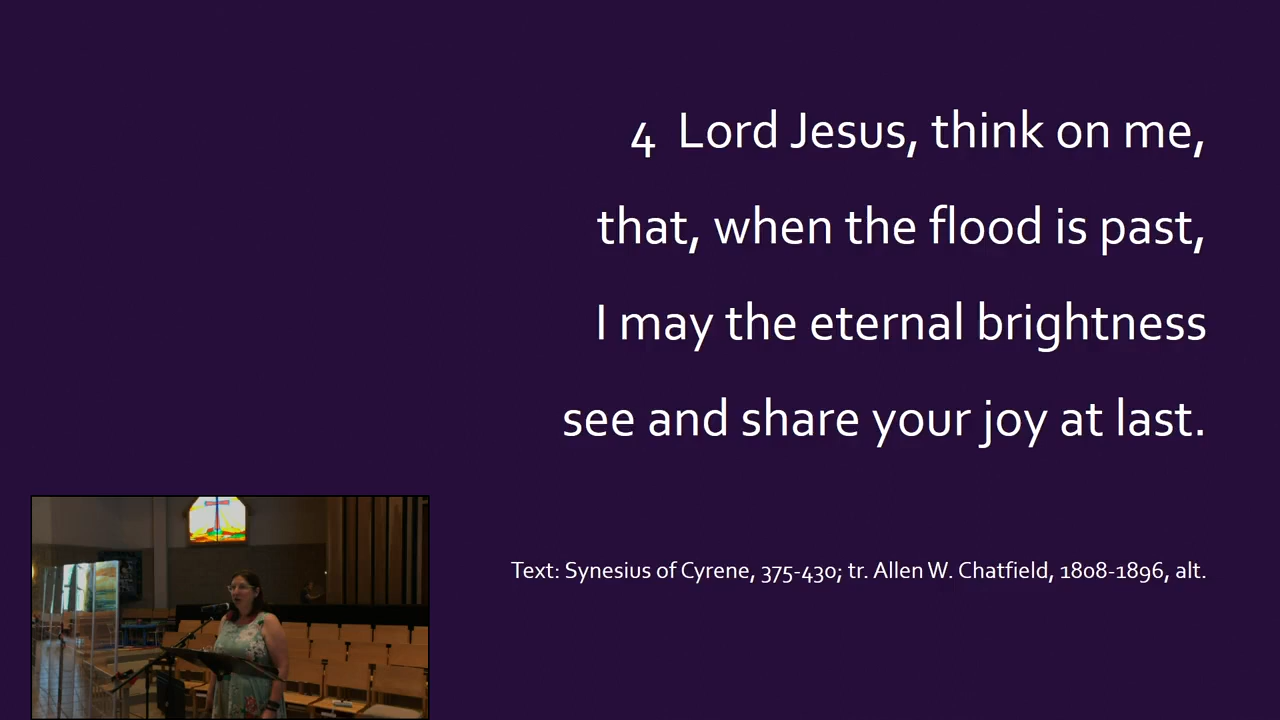 4 Lord Jesus, think on me,
that, when the flood is past,
I may the eternal brightness
see and share your joy at last.
Text: Synesius of Cyrene, 375-430; tr. Allen W. Chatfield, 1808-1896, alt.